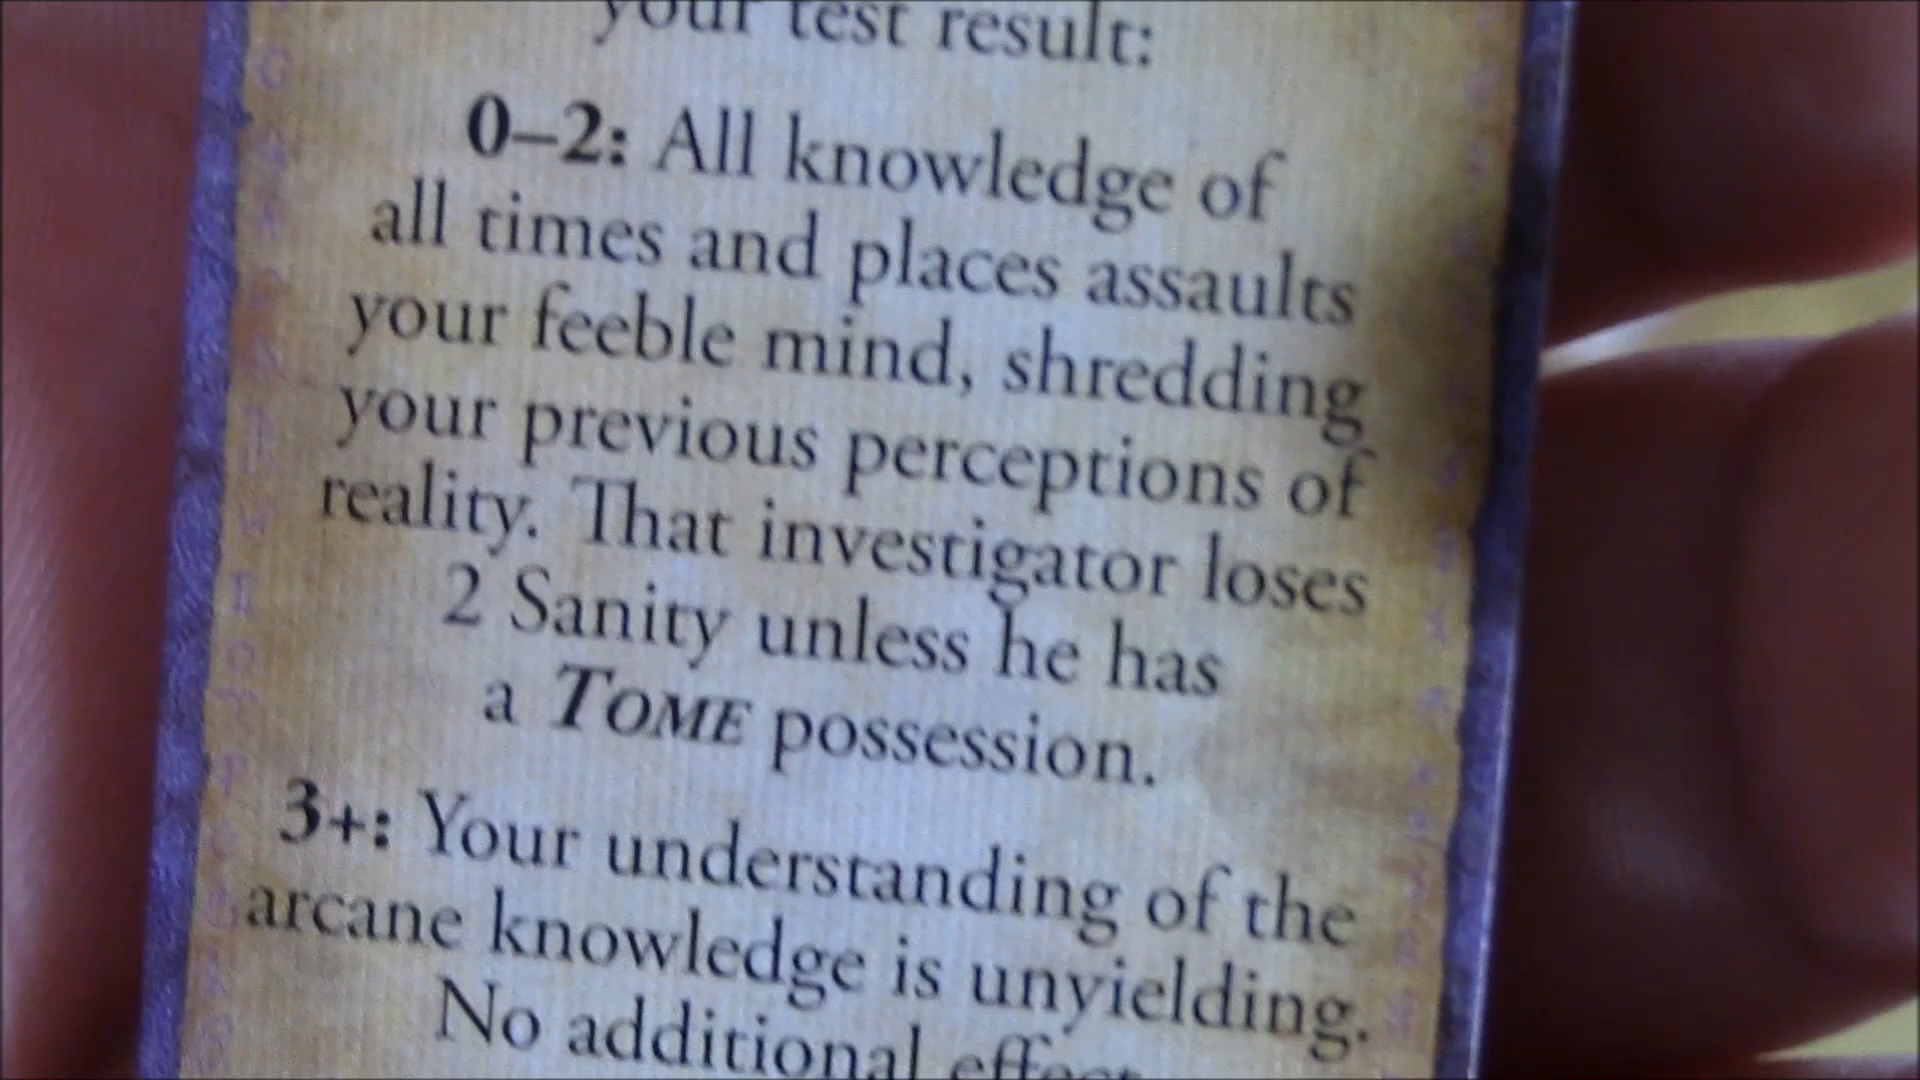 your test result:
0–2: All knowledge of
all times and places assaults
your feeble mind, shredding
your previous perceptions of
reality. That investigator loses
2 Sanity unless he has
a TOME possession.
3+: Your understanding of the
arcane knowledge is unyielding.
No additional effect